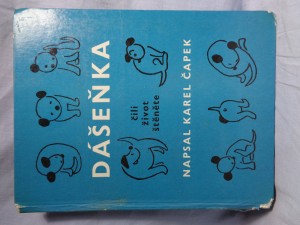 DÁŠEŇKA
čili
život
štěněte
NAPSAL KAREL ČAPEK